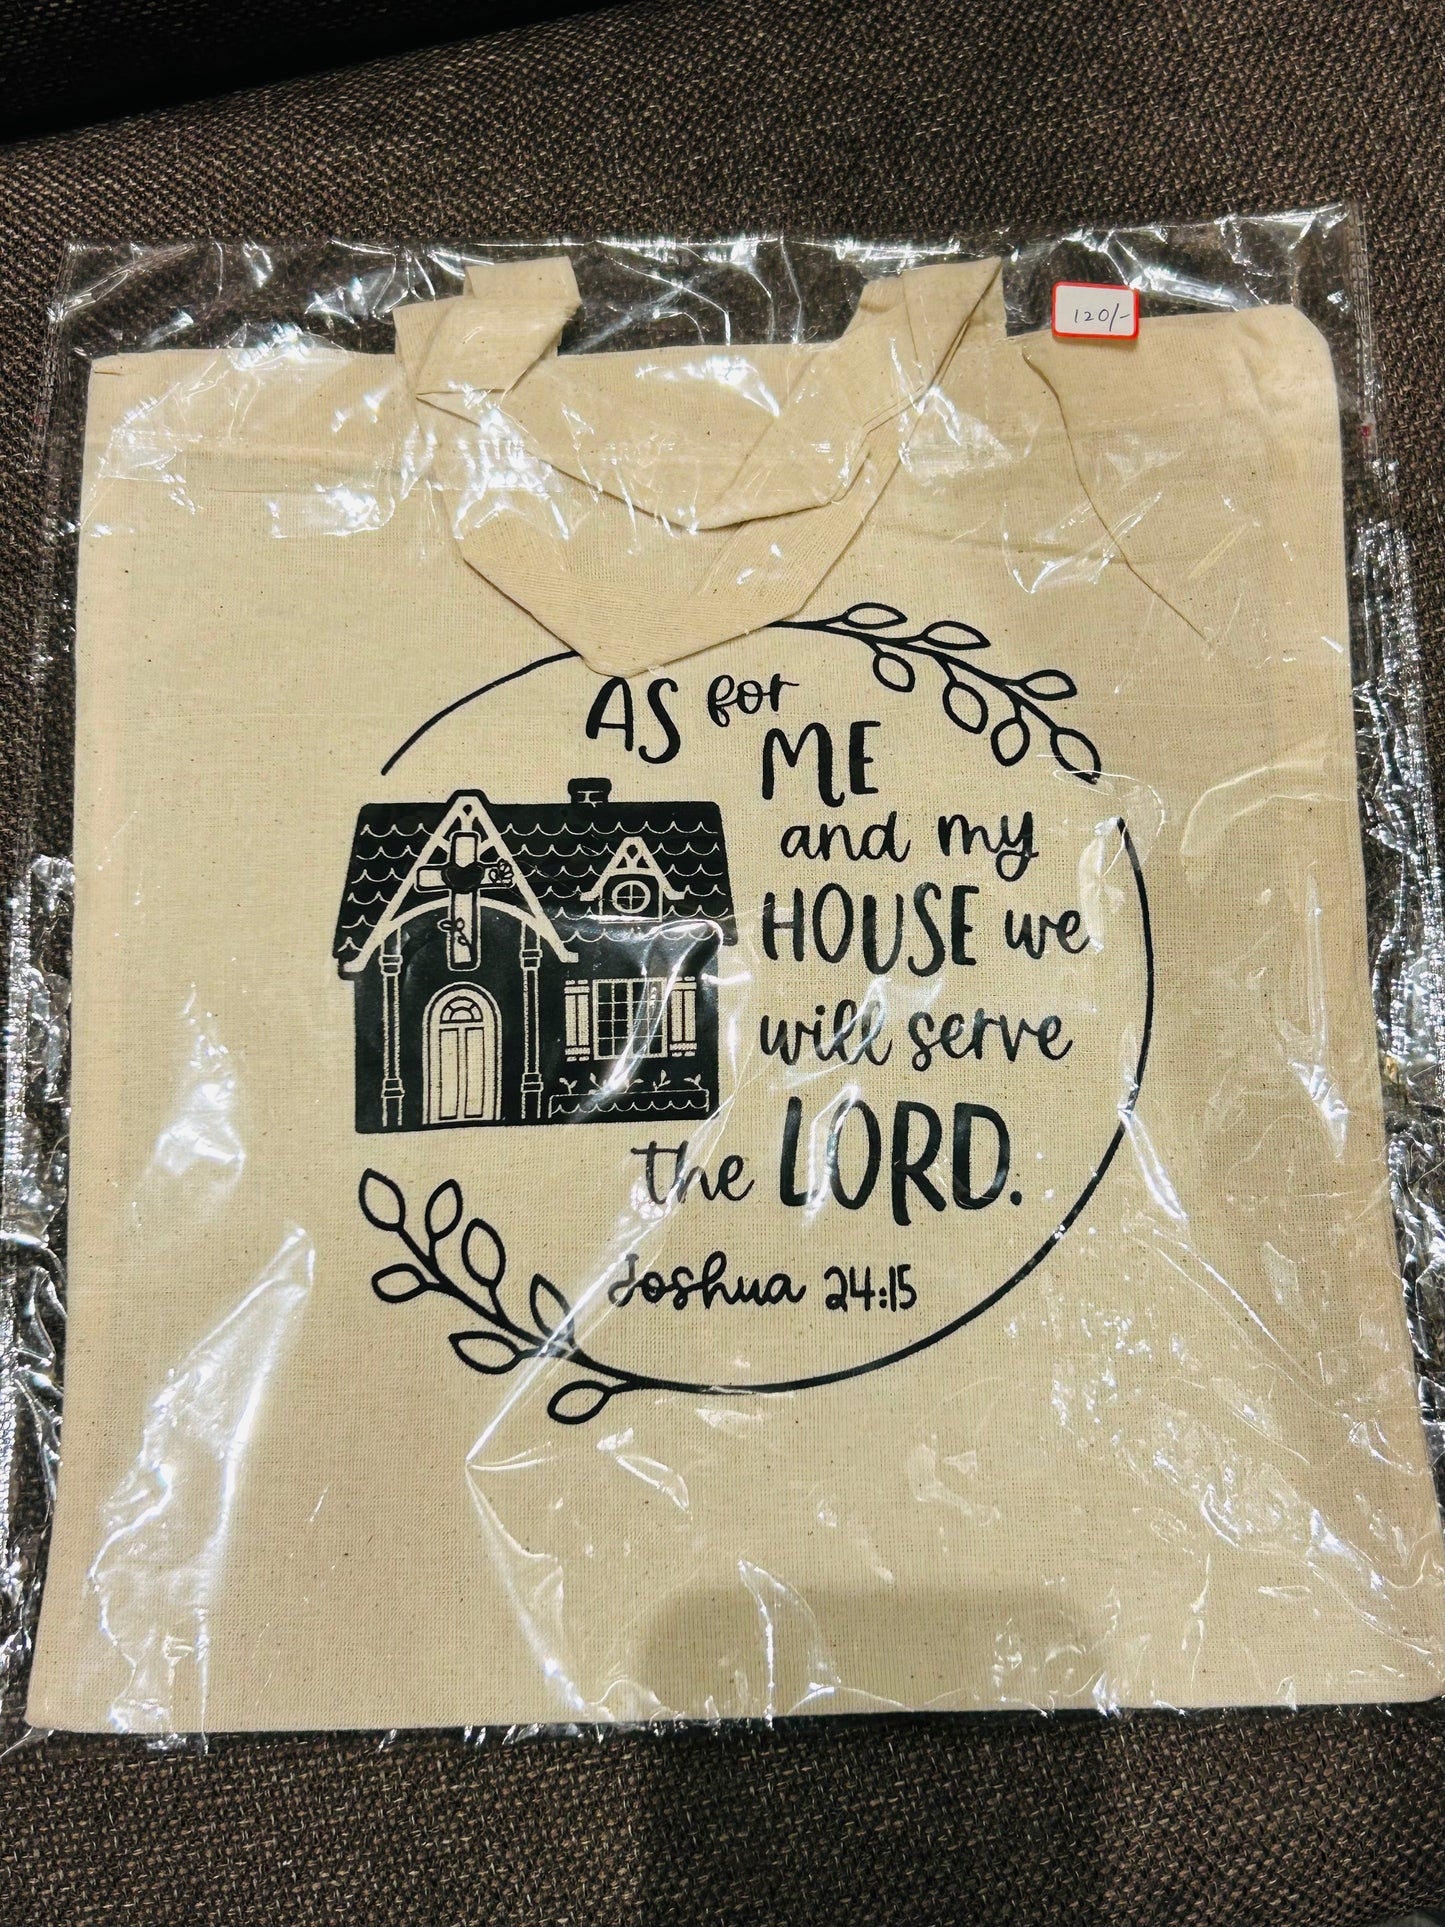 120/-
AS for
ME
and my
HOUSE we
will serve
the LORD.
Joshua 24:15